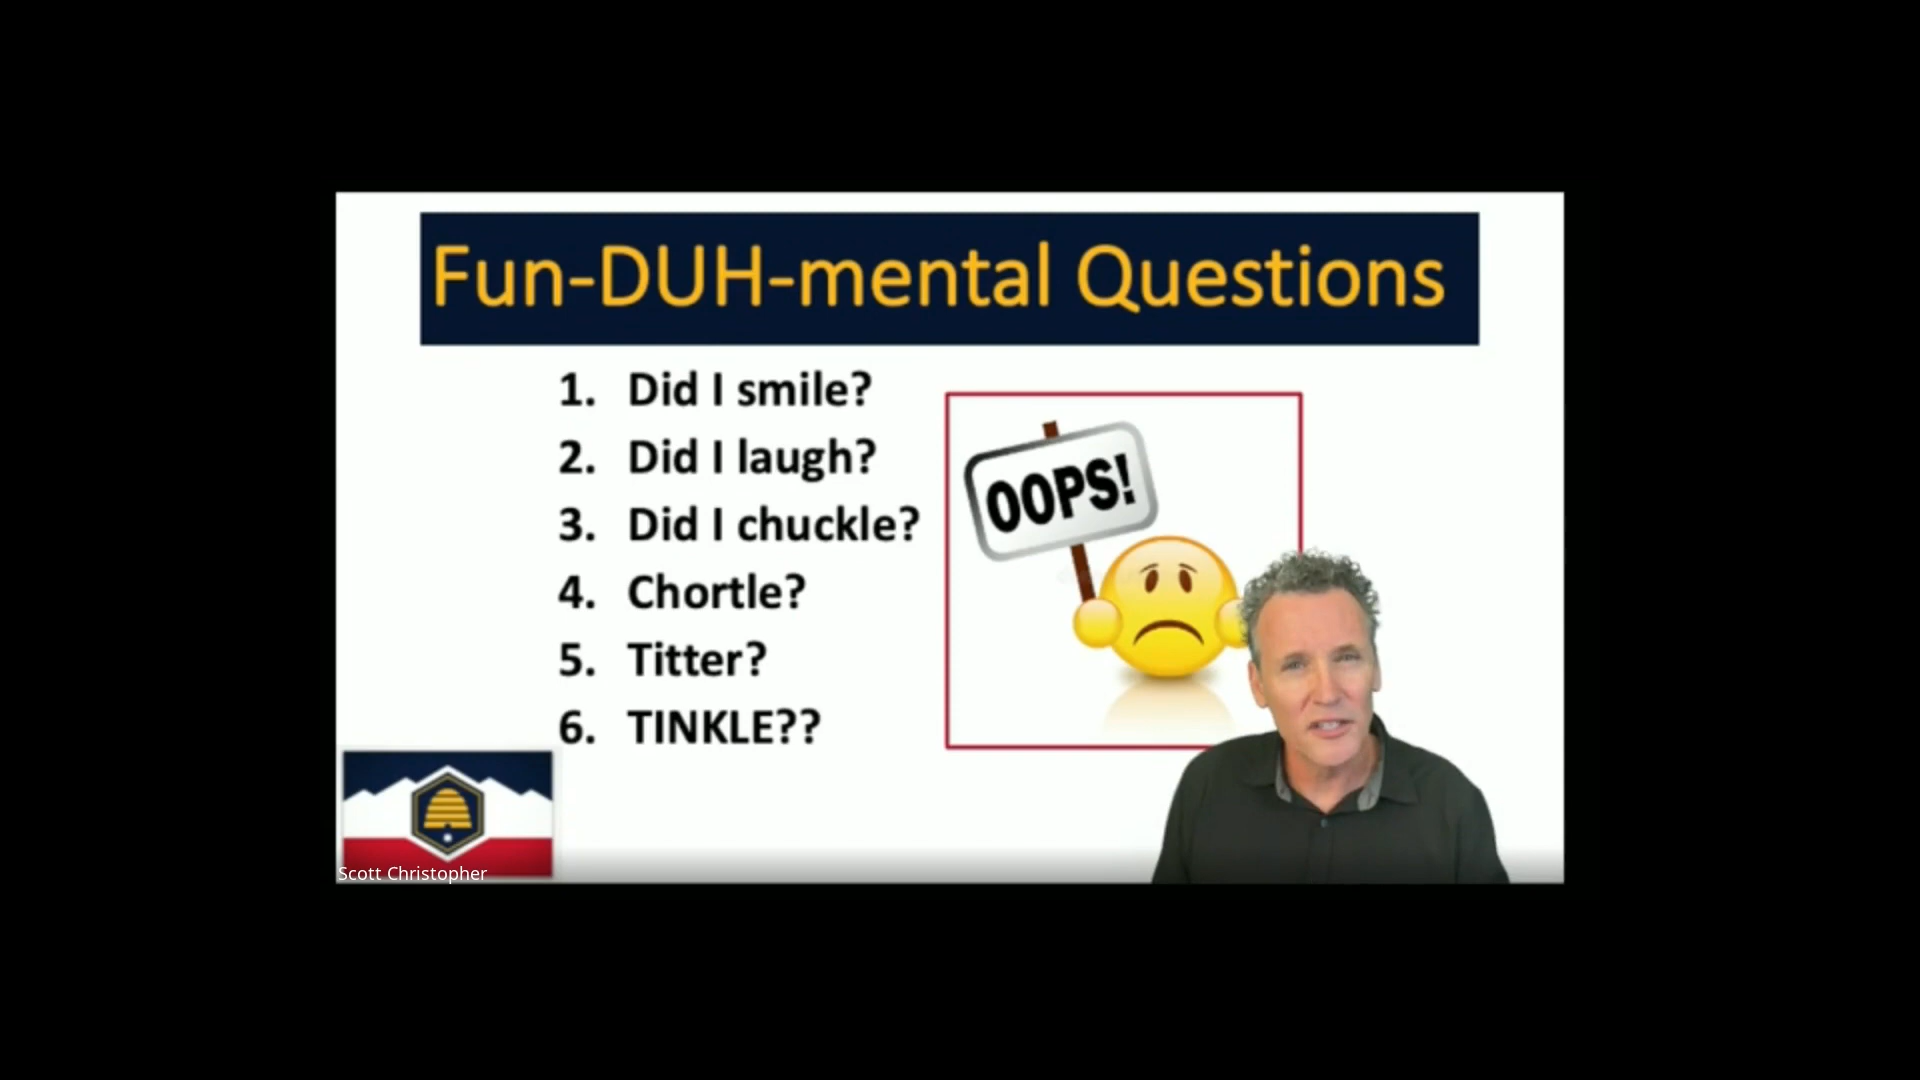 Fun-DUH-mental Questions
1. Did I smile?
2. Did I laugh?
3. Did I chuckle?
4. Chortle?
5. Titter?
6. TINKLE??
OOPS!
Scott Christopher